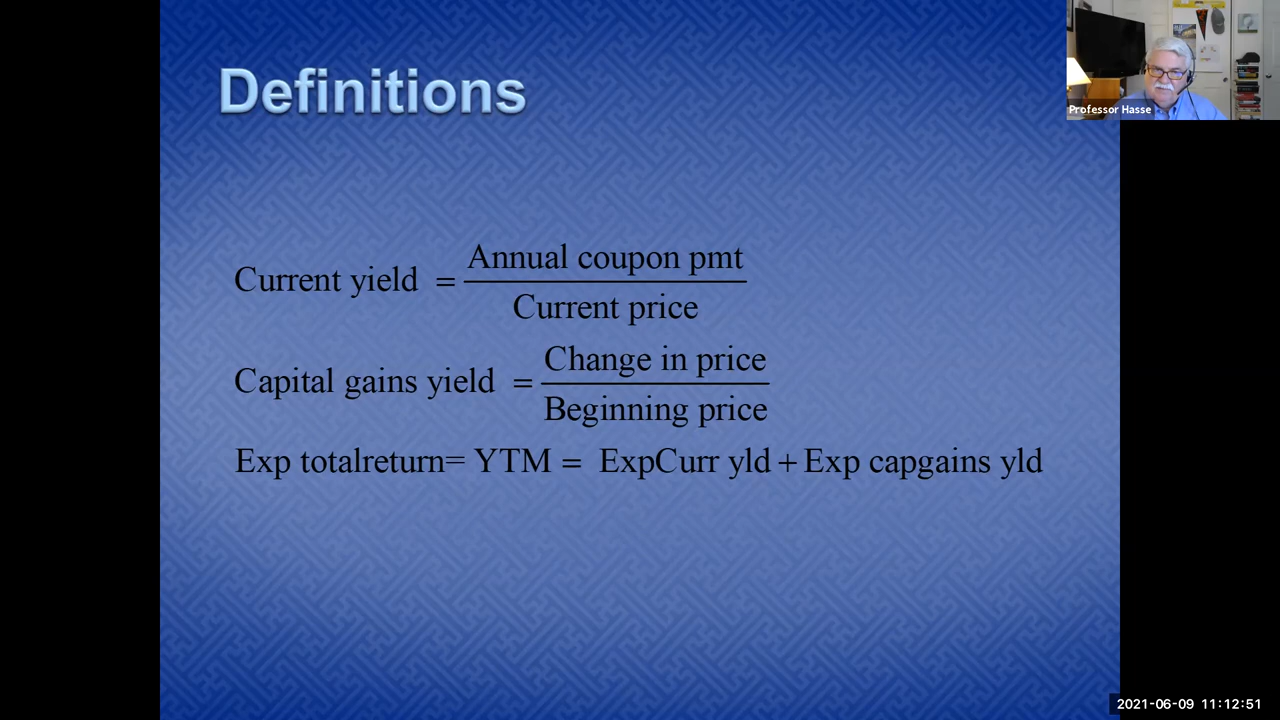 Definitions
Current yield = Annual coupon pmt / Current price
Capital gains yield = Change in price / Beginning price
Exp totalreturn= YTM = ExpCurr yld + Exp capgains yld
Professor Hasse
2021-06-09 11:12:51